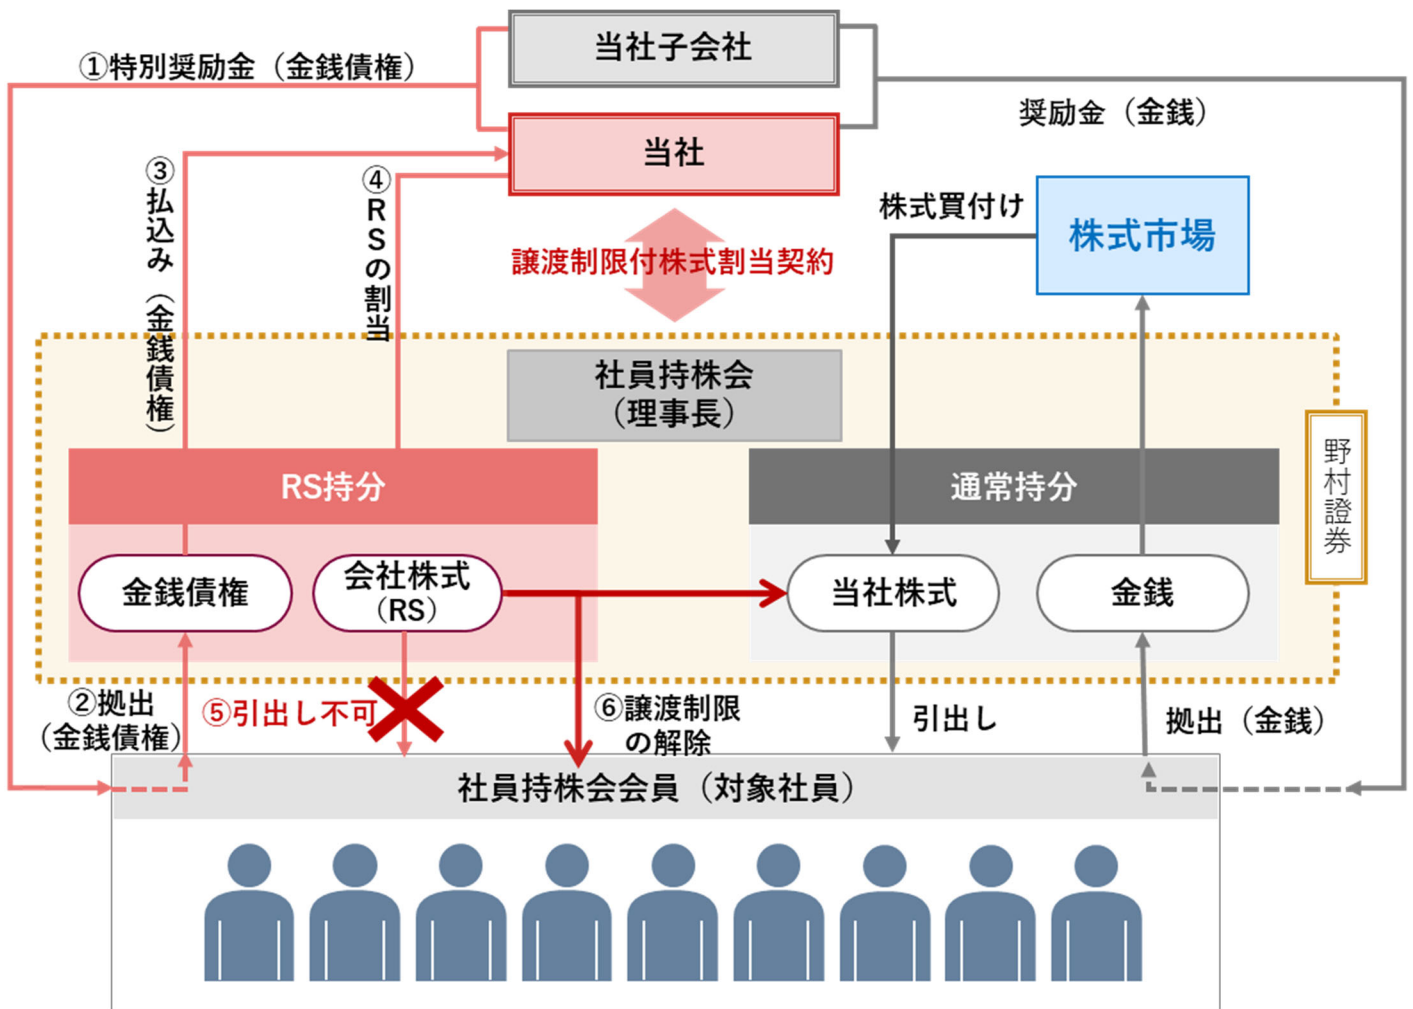 当社子会社
①特別奨励金（金銭債権）
奨励金（金銭）
当社
③払込み（金銭債権）
④RSの割当
株式買付け
株式市場
譲渡制限付株式割当契約
社員持株会
（理事長）
野村證券
RS持分
通常持分
金銭債権
会社株式
（RS）
当社株式
金銭
②拠出
（金銭債権）
⑤引出し不可
⑥譲渡制限
の解除
引出し
拠出（金銭）
社員持株会会員（対象社員）